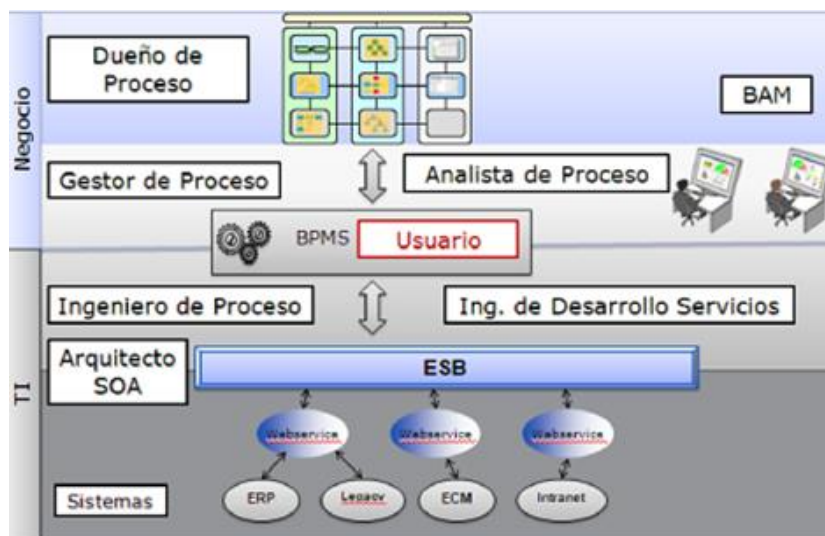 Negocio
Dueño de
Proceso
BAM
Gestor de Proceso
Analista de Proceso
BPMS
Usuario
TI
Ingeniero de Proceso
Ing. de Desarrollo Servicios
Arquitecto
SOA
ESB
Webservice
Webservice
Webservice
Sistemas
ERP
Legacy
ECM
Intranet